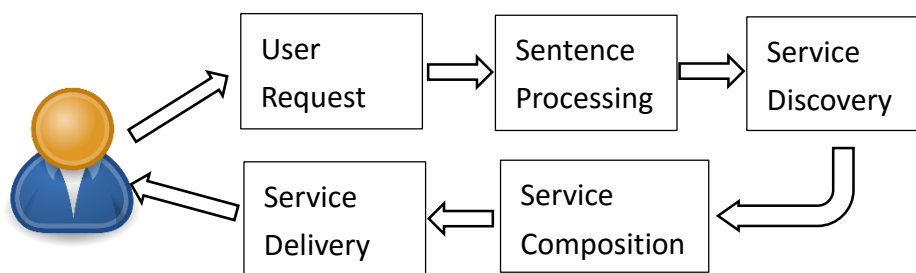 User
Request
Sentence
Processing
Service
Discovery
Service
Composition
Service
Delivery